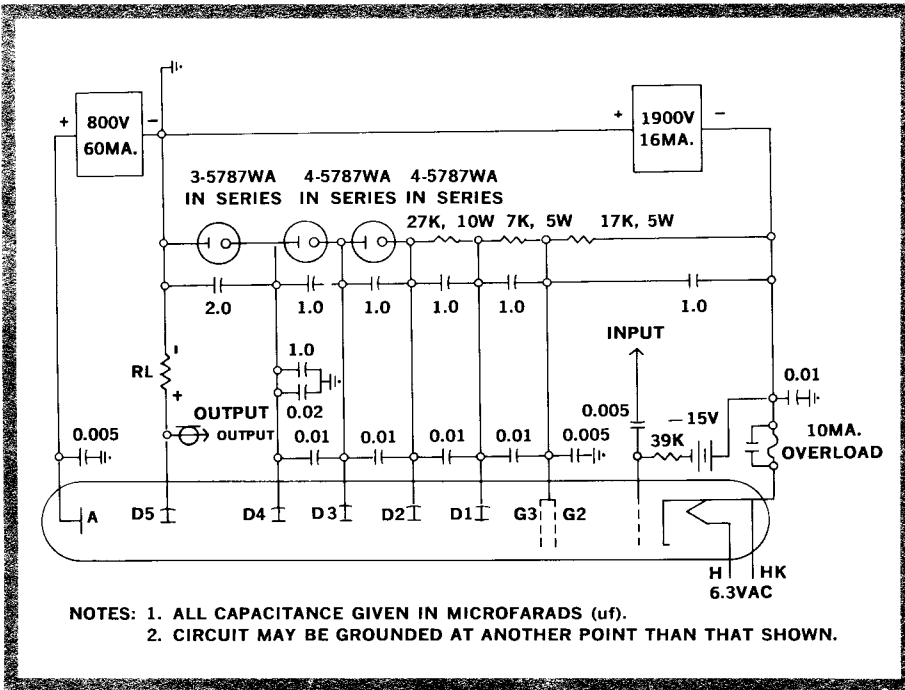 + 800V −
60MA.
+ 1900V −
16MA.
3-5787WA 4-5787WA 4-5787WA
IN SERIES IN SERIES IN SERIES
27K, 10W 7K, 5W 17K, 5W
2.0 1.0 1.0 1.0 1.0 1.0
INPUT
RL
−
+
1.0
0.02
OUTPUT
OUTPUT
0.005
0.01 0.01 0.01 0.01 0.005
0.005
39K
−15V
0.01
10MA.
OVERLOAD
A D5 D4 D3 D2 D1 G3 G2
H HK
6.3VAC
NOTES: 1. ALL CAPACITANCE GIVEN IN MICROFARADS (uf).
2. CIRCUIT MAY BE GROUNDED AT ANOTHER POINT THAN THAT SHOWN.